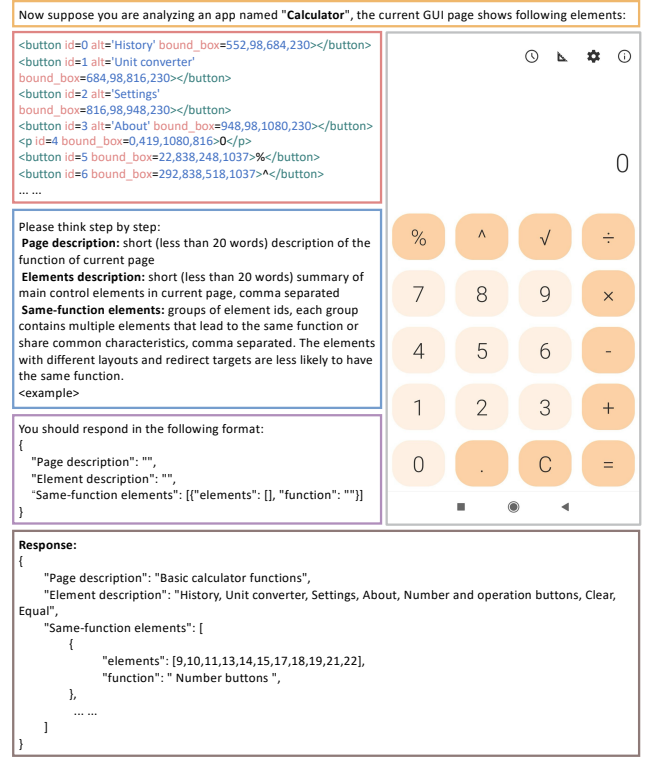 Now suppose you are analyzing an app named "Calculator", the current GUI page shows following elements:
<button id=0 alt='History' bound_box=552,98,684,230></button>
<button id=1 alt='Unit converter'
bound_box=684,98,816,230></button>
<button id=2 alt='Settings'
bound_box=816,98,948,230></button>
<button id=3 alt='About' bound_box=948,98,1080,230></button>
<p id=4 bound_box=0,419,1080,816>0</p>
<button id=5 bound_box=22,838,248,1037>%</button>
<button id=6 bound_box=292,838,518,1037>^</button>
... ...
Please think step by step:
Page description: short (less than 20 words) description of the
function of current page
Elements description: short (less than 20 words) summary of
main control elements in current page, comma separated
Same-function elements: groups of element ids, each group
contains multiple elements that lead to the same function or
share common characteristics, comma separated. The elements
with different layouts and redirect targets are less likely to have
the same function.
<example>
You should respond in the following format:
{
"Page description": "",
"Element description": "",
"Same-function elements": [{"elements": [], "function": ""}]
}
0
% ^ √ ÷
7 8 9 ×
4 5 6 -
1 2 3 +
0 . C =
Response:
{
"Page description": "Basic calculator functions",
"Element description": "History, Unit converter, Settings, About, Number and operation buttons, Clear,
Equal",
"Same-function elements": [
{
"elements": [9,10,11,13,14,15,17,18,19,21,22],
"function": " Number buttons ",
},
... ...
]
}